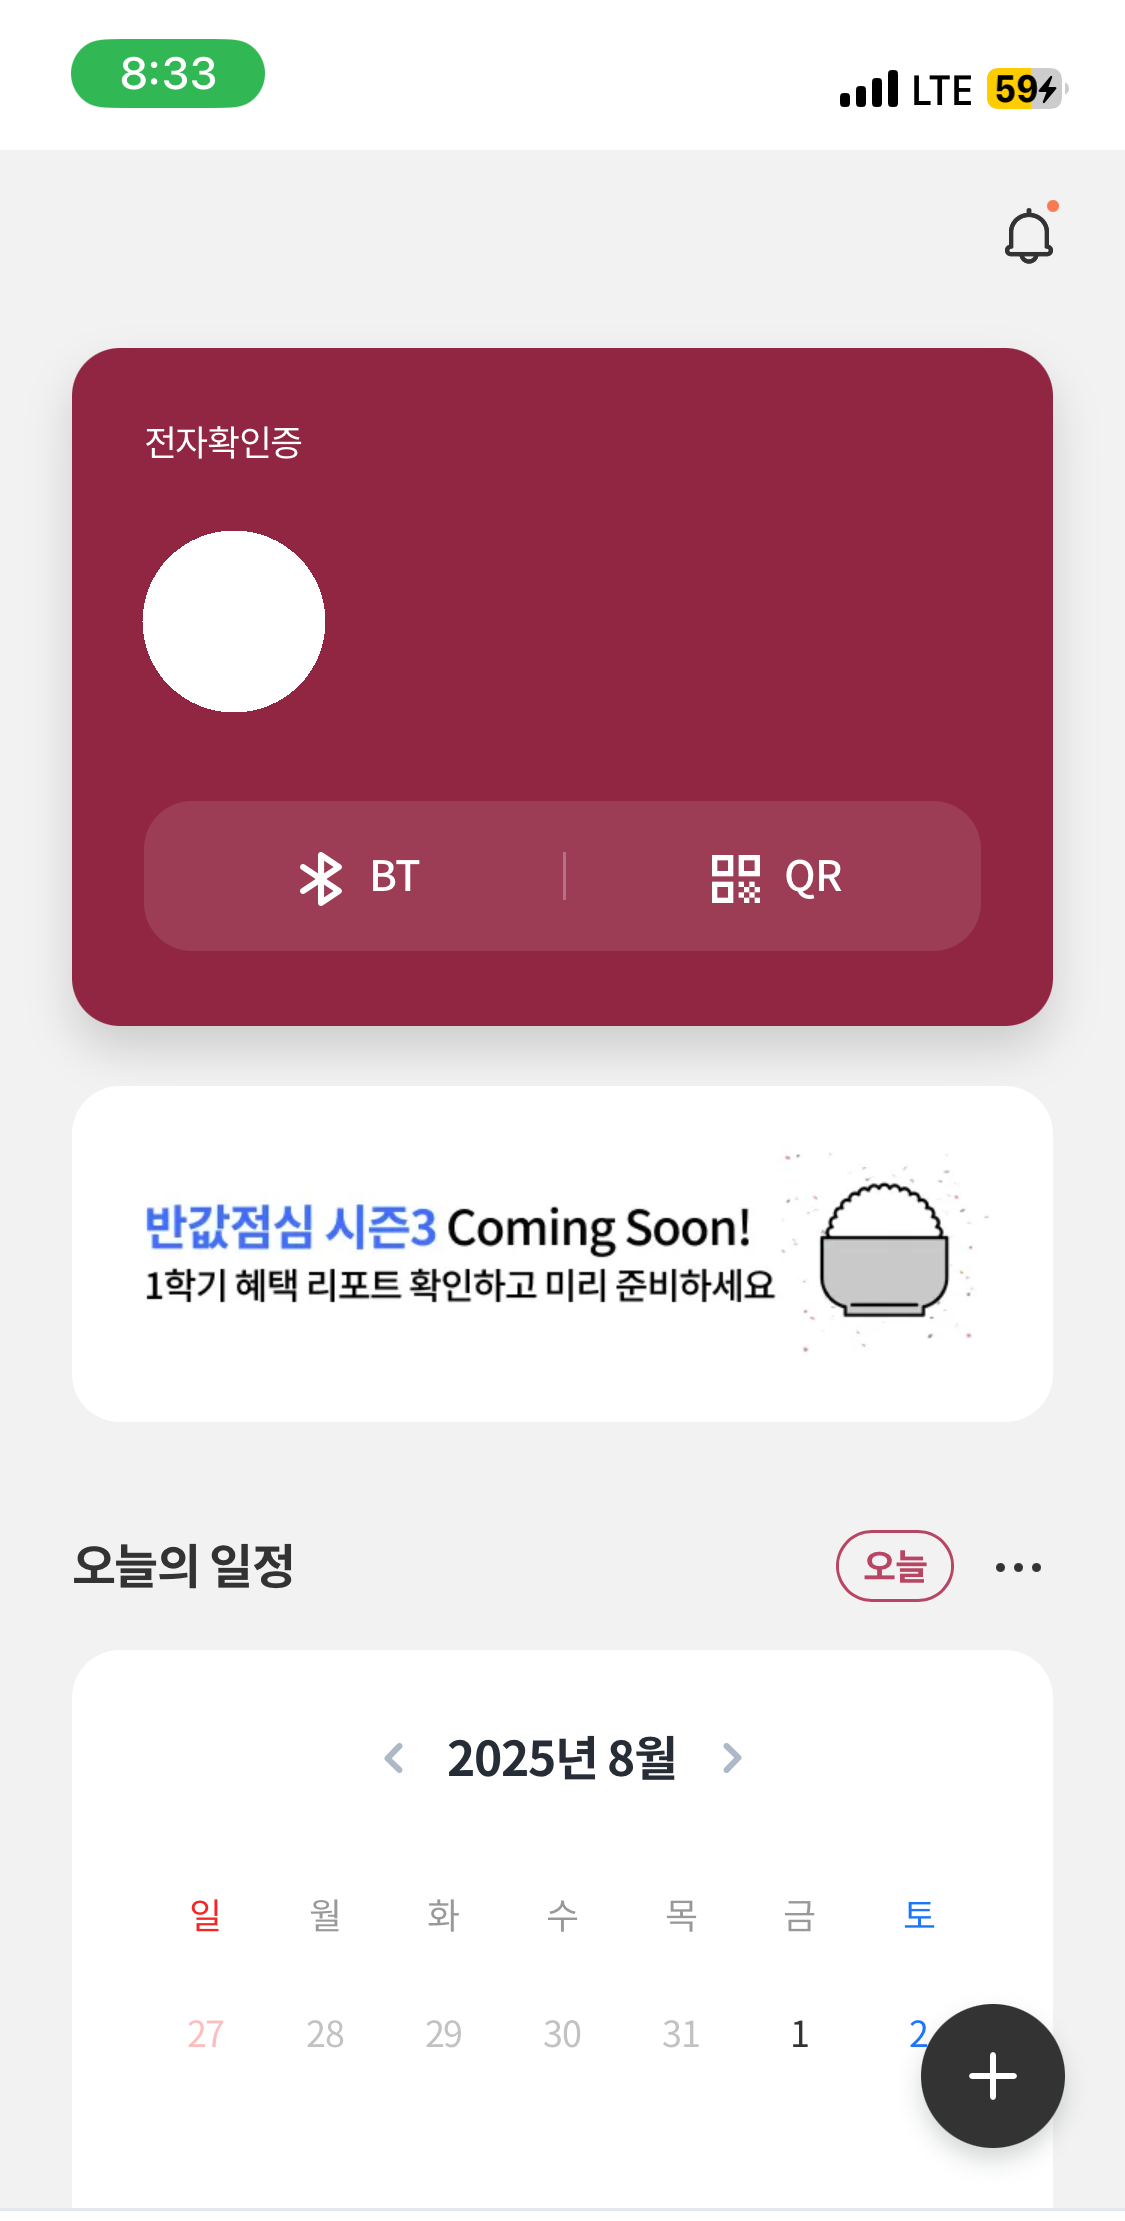 8:33 LTE 59
전자확인증
BT QR
반값점심 시즌3 Coming Soon!
1학기 혜택 리포트 확인하고 미리 준비하세요
오늘의 일정 오늘
2025년 8월
일 월 화 수 목 금 토
27 28 29 30 31 1 2